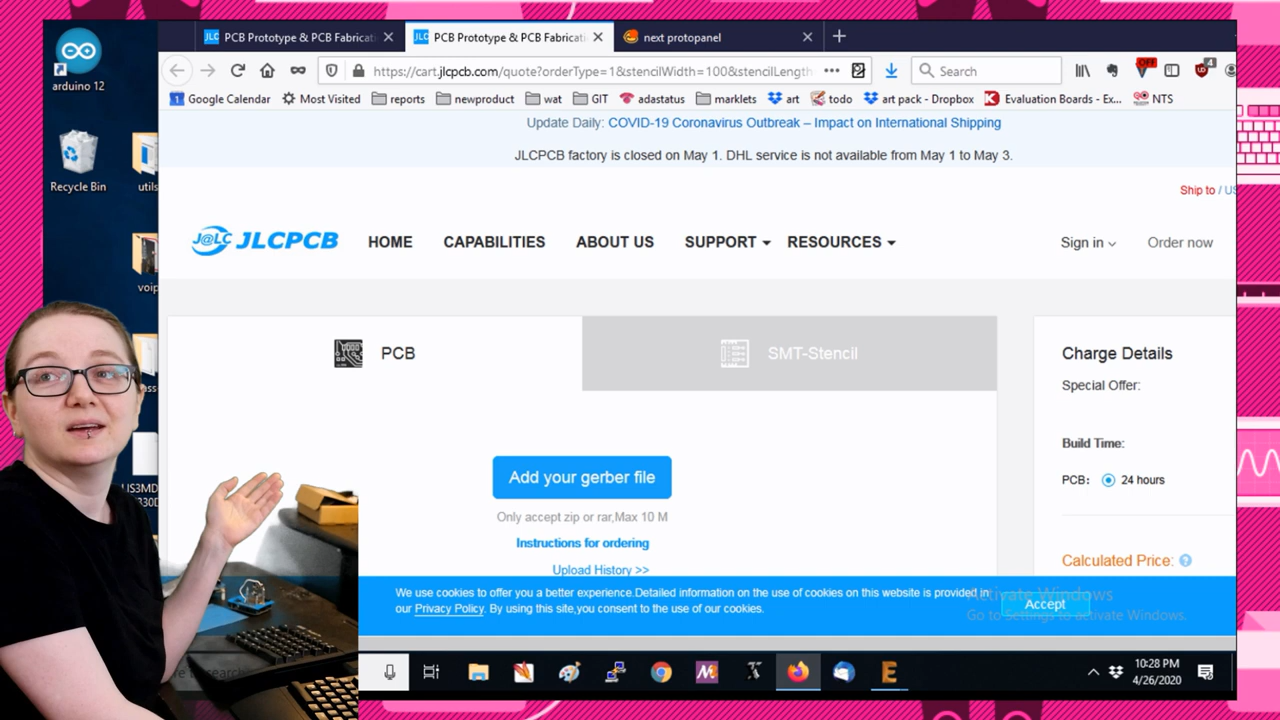 arduino 12
Recycle Bin
utils
voip
PCB Prototype & PCB Fabricati
PCB Prototype & PCB Fabricati
next protopanel
https://cart.jlcpcb.com/quote?orderType=1&stencilWidth=100&stencilLength
Search
OFF
4
Google Calendar
Most Visited
reports
newproduct
wat
GIT
adastatus
marklets
art
todo
art pack - Dropbox
Evaluation Boards - Ex...
NTS
Update Daily: COVID-19 Coronavirus Outbreak – Impact on International Shipping
JLCPCB factory is closed on May 1. DHL service is not available from May 1 to May 3.
Ship to / US
J@LC JLCPCB
HOME
CAPABILITIES
ABOUT US
SUPPORT
RESOURCES
Sign in
Order now
PCB
SMT-Stencil
Charge Details
Special Offer:
Build Time:
PCB: 24 hours
Calculated Price:
Add your gerber file
Only accept zip or rar,Max 10 M
Instructions for ordering
Upload History >>
We use cookies to offer you a better experience.Detailed information on the use of cookies on this website is provided in
our Privacy Policy. By using this site,you consent to the use of our cookies.
Accept
Activate Windows
Go to Settings to activate Windows.
10:28 PM
4/26/2020